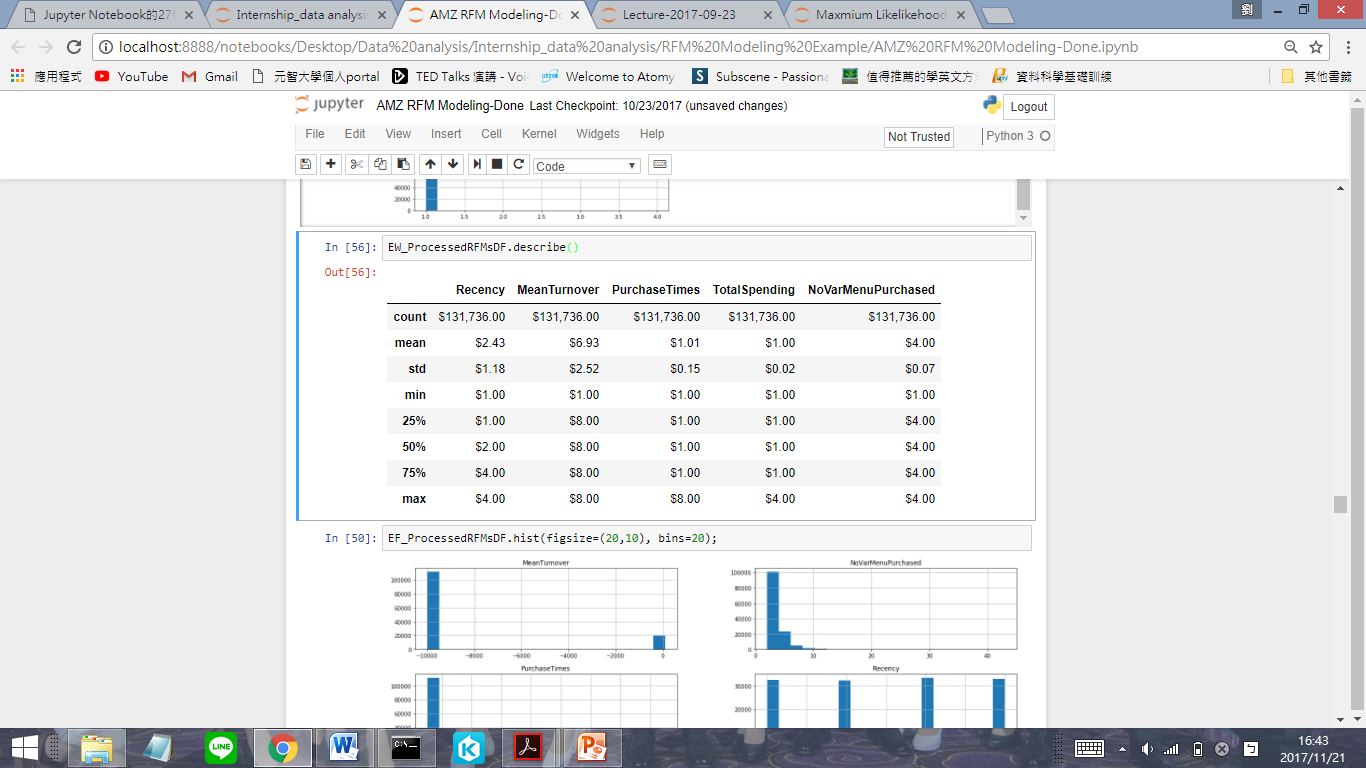 Jupyter Notebook的27
Internship_data analysis
AMZ RFM Modeling-Do
Lecture-2017-09-23
Maxmium Likelikehood
劉
localhost:8888/notebooks/Desktop/Data%20analysis/Internship_data%20analysis/RFM%20Modeling%20Example/AMZ%20RFM%20Modeling-Done.ipynb
應用程式 YouTube Gmail 元智大學個人portal TED Talks 演講 - Voi Welcome to Atomy Subscene - Passiona 值得推薦的學英文方 資料科學基礎訓練 其他書籤
jupyter AMZ RFM Modeling-Done Last Checkpoint: 10/23/2017 (unsaved changes) Logout
File Edit View Insert Cell Kernel Widgets Help Not Trusted Python 3
Code
40000
20000
0
1.0 1.5 2.0 2.5 3.0 3.5 4.0
In [56]: EW_ProcessedRFMsDF.describe()
Out[56]:
Recency MeanTurnover PurchaseTimes TotalSpending NoVarMenuPurchased
count $131,736.00 $131,736.00 $131,736.00 $131,736.00 $131,736.00
mean $2.43 $6.93 $1.01 $1.00 $4.00
std $1.18 $2.52 $0.15 $0.02 $0.07
min $1.00 $1.00 $1.00 $1.00 $1.00
25% $1.00 $8.00 $1.00 $1.00 $4.00
50% $2.00 $8.00 $1.00 $1.00 $4.00
75% $4.00 $8.00 $1.00 $1.00 $4.00
max $4.00 $8.00 $8.00 $4.00 $4.00
In [50]: EF_ProcessedRFMsDF.hist(figsize=(20,10), bins=20);
MeanTurnover
100000
80000
60000
40000
20000
0
−10000 −8000 −6000 −4000 −2000 0
NoVarMenuPurchased
100000
80000
60000
40000
20000
0
0 10 20 30 40
PurchaseTimes
100000
80000
60000
40000
Recency
30000
20000
LINE
16:43
2017/11/21